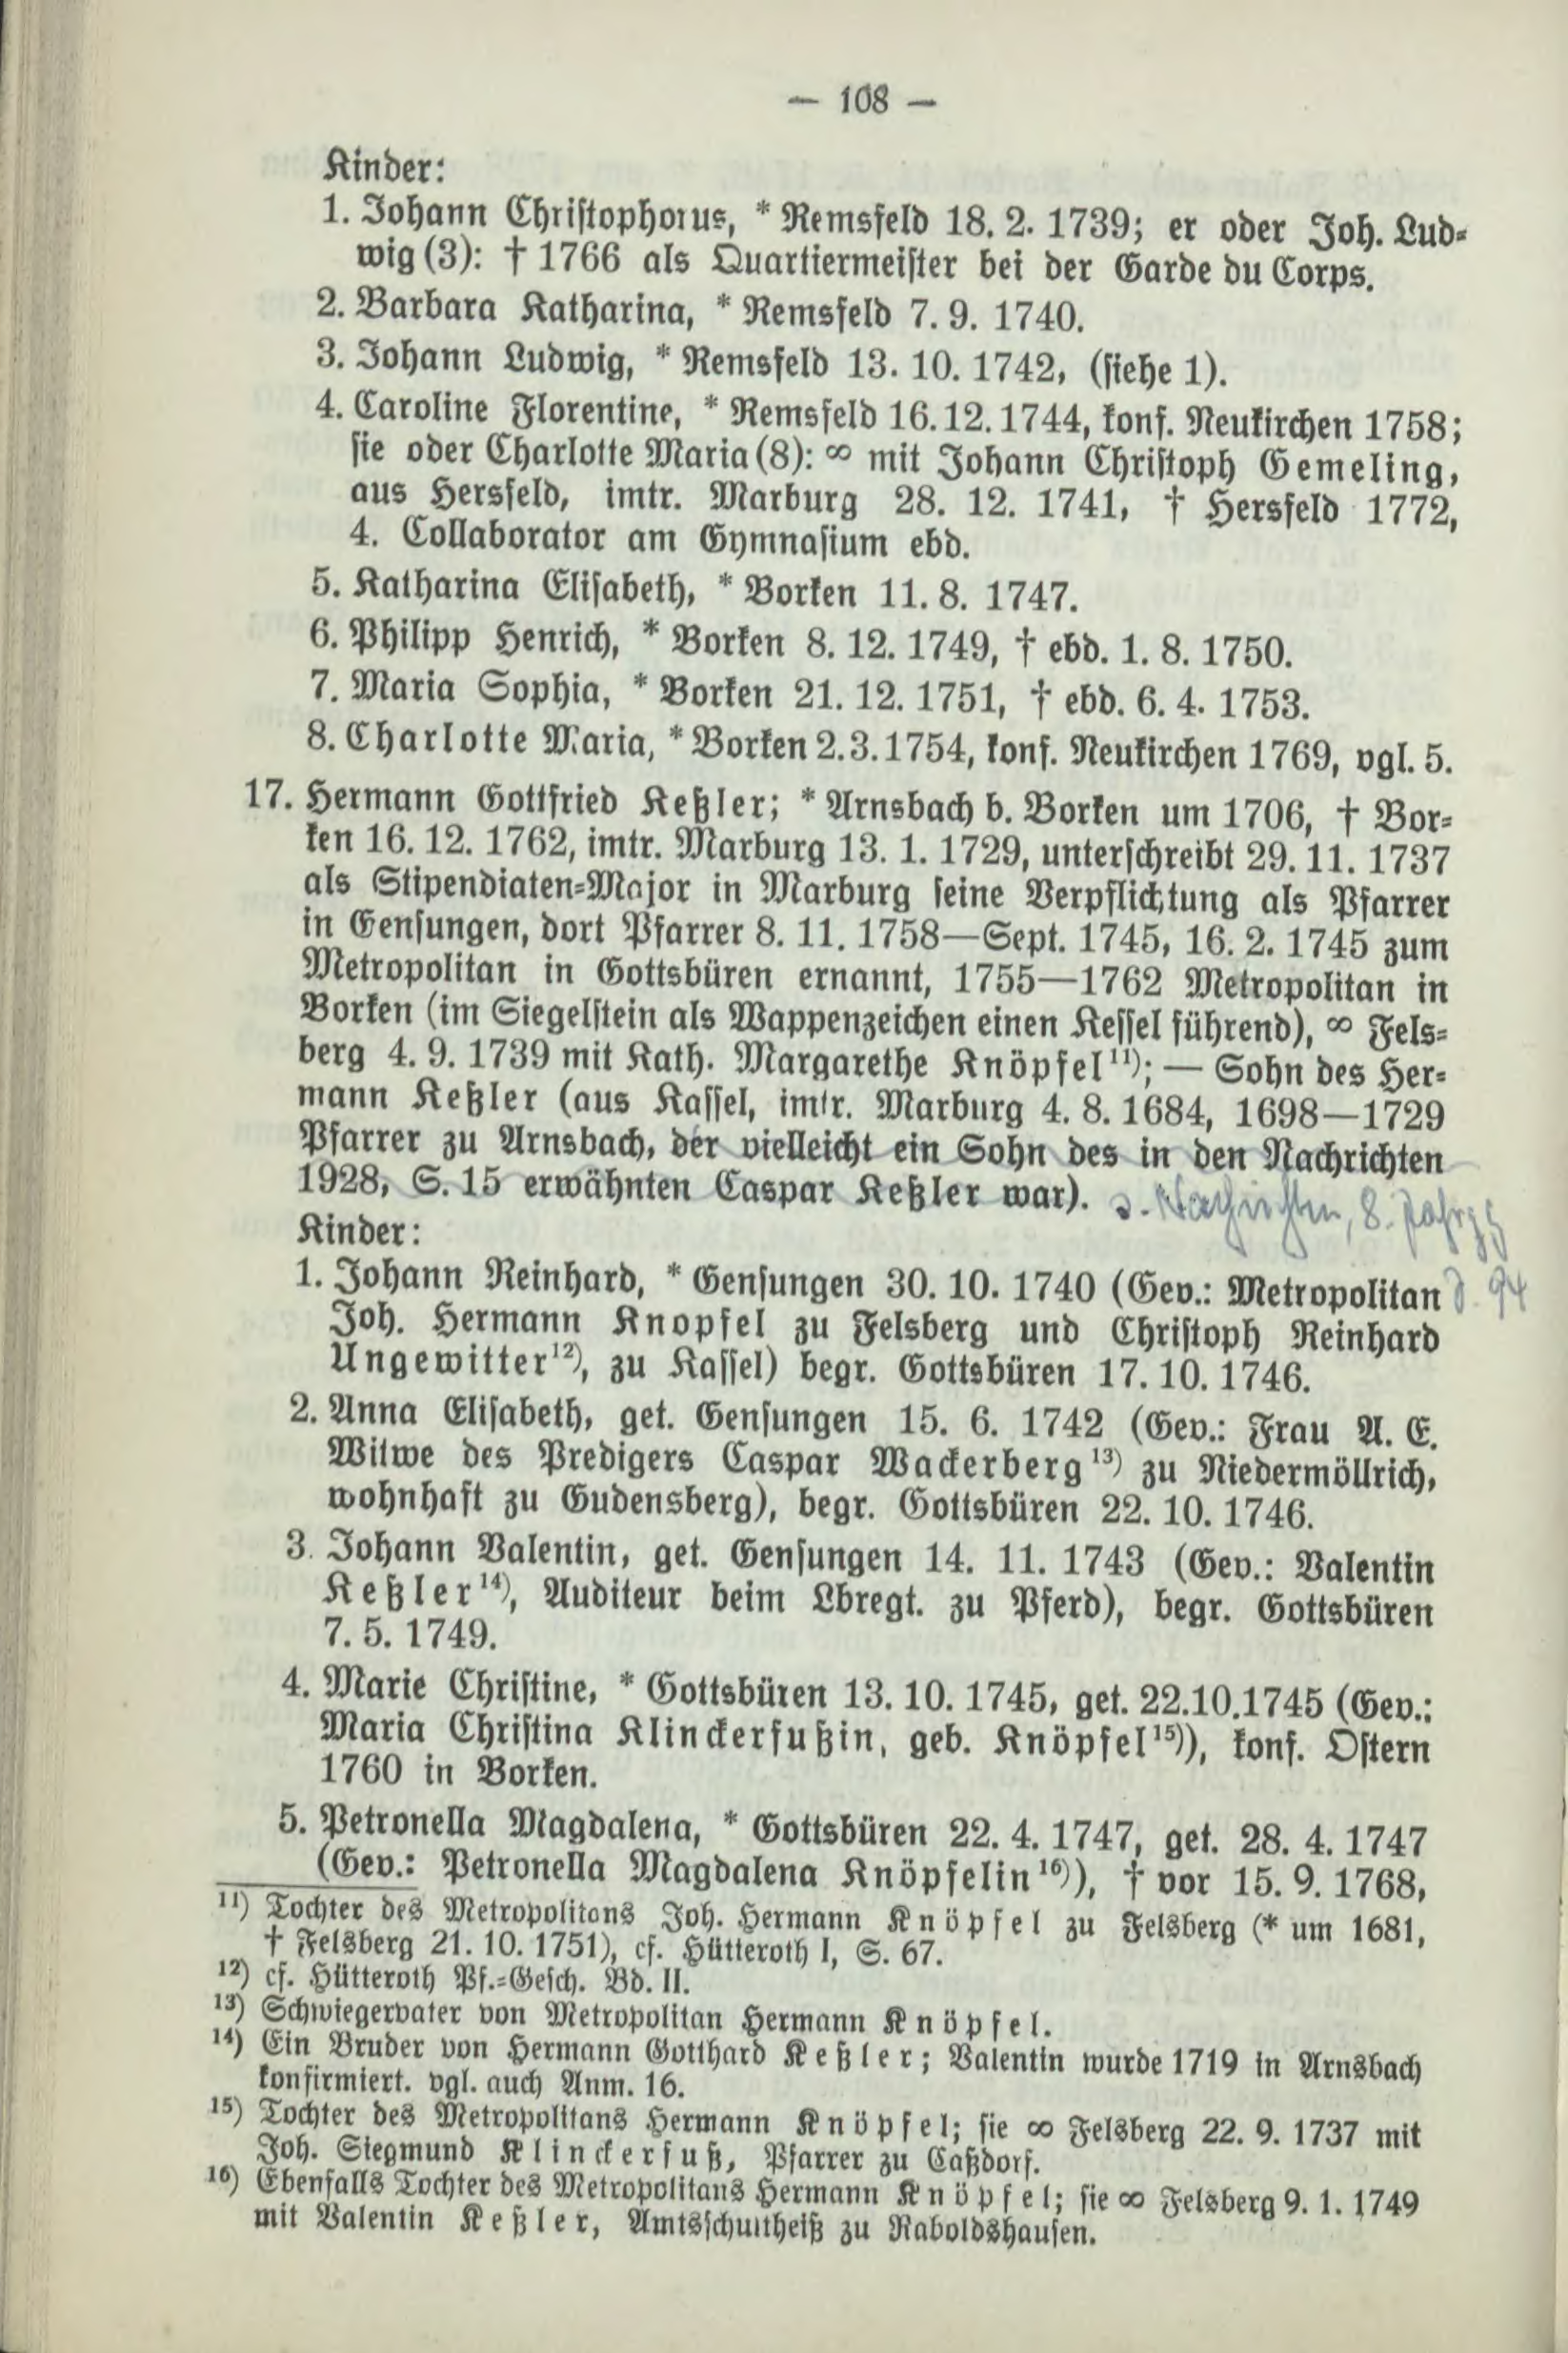 — 108 —
Kinder:
1. Johann Christophorus, * Remsfeld 18. 2. 1739; er oder Joh. Lud-
wig (3): † 1766 als Quartiermeister bei der Garde du Corps.
2. Barbara Katharina, * Remsfeld 7. 9. 1740.
3. Johann Ludwig, * Remsfeld 13. 10. 1742, (siehe 1).
4. Caroline Florentine, * Remsfeld 16. 12. 1744, konf. Neukirchen 1758;
sie oder Charlotte Maria (8): ∞ mit Johann Christoph Gemeling,
aus Hersfeld, imtr. Marburg 28. 12. 1741, † Hersfeld 1772,
4. Collaborator am Gymnasium ebd.
5. Katharina Elisabeth, * Borken 11. 8. 1747.
6. Philipp Henrich, * Borken 8. 12. 1749, † ebd. 1. 8. 1750.
7. Maria Sophia, * Borken 21. 12. 1751, † ebd. 6. 4. 1753.
8. Charlotte Maria, * Borken 2. 3. 1754, konf. Neukirchen 1769, vgl. 5.
17. Hermann Gottfried Keßler; * Arnsbach b. Borken um 1706, † Bor-
ken 16. 12. 1762, imtr. Marburg 13. 1. 1729, unterschreibt 29. 11. 1737
als Stipendiaten-Major in Marburg seine Verpflichtung als Pfarrer
in Gensungen, dort Pfarrer 8. 11. 1758—Sept. 1745, 16. 2. 1745 zum
Metropolitan in Gottsbüren ernannt, 1755—1762 Metropolitan in
Borken (im Siegelstein als Wappenzeichen einen Kessel führend), ∞ Fels-
berg 4. 9. 1739 mit Kath. Margarethe Knöpfel¹¹); — Sohn des Her-
mann Keßler (aus Kassel, imtr. Marburg 4. 8. 1684, 1698—1729
Pfarrer zu Arnsbach, der vielleicht ein Sohn des in den Nachrichten
1928, S. 15 erwähnten Caspar Keßler war). s. Nachrichten, 8. Jahrg
Kinder:
1. Johann Reinhard, * Gensungen 30. 10. 1740 (Gev.: Metropolitan 94
Joh. Hermann Knopfel zu Felsberg und Christoph Reinhard
Ungewitter¹²), zu Kassel) begr. Gottsbüren 17. 10. 1746.
2. Anna Elisabeth, get. Gensungen 15. 6. 1742 (Gev.: Frau A. E.
Witwe des Predigers Caspar Wackerberg¹³) zu Niedermöllrich,
wohnhaft zu Gudensberg), begr. Gottsbüren 22. 10. 1746.
3. Johann Valentin, get. Gensungen 14. 11. 1743 (Gev.: Valentin
Keßler¹⁴), Auditeur beim Lbregt. zu Pferd), begr. Gottsbüren
7. 5. 1749.
4. Marie Christine, * Gottsbüren 13. 10. 1745, get. 22.10.1745 (Gev.:
Maria Christina Klinckerfußin, geb. Knöpfel¹⁵)), konf. Ostern
1760 in Borken.
5. Petronella Magdalena, * Gottsbüren 22. 4. 1747, get. 28. 4. 1747
(Gev.: Petronella Magdalena Knöpfelin¹⁶)), † vor 15. 9. 1768,
¹¹) Tochter des Metropolitans Joh. Hermann Knöpfel zu Felsberg (* um 1681,
† Felsberg 21. 10. 1751), cf. Hütteroth I, S. 67.
¹²) cf. Hütteroth Pf.-Gesch. Bd. II.
¹³) Schwiegervater von Metropolitan Hermann Knöpfel.
¹⁴) Ein Bruder von Hermann Gotthard Keßler; Valentin wurde 1719 in Arnsbach
konfirmiert. vgl. auch Anm. 16.
¹⁵) Tochter des Metropolitans Hermann Knöpfel; sie ∞ Felsberg 22. 9. 1737 mit
Joh. Siegmund Klinckerfuß, Pfarrer zu Caßdorf.
¹⁶) Ebenfalls Tochter des Metropolitans Hermann Knöpfel; sie ∞ Felsberg 9. 1. 1749
mit Valentin Keßler, Amtsschultheiß zu Raboldshausen.